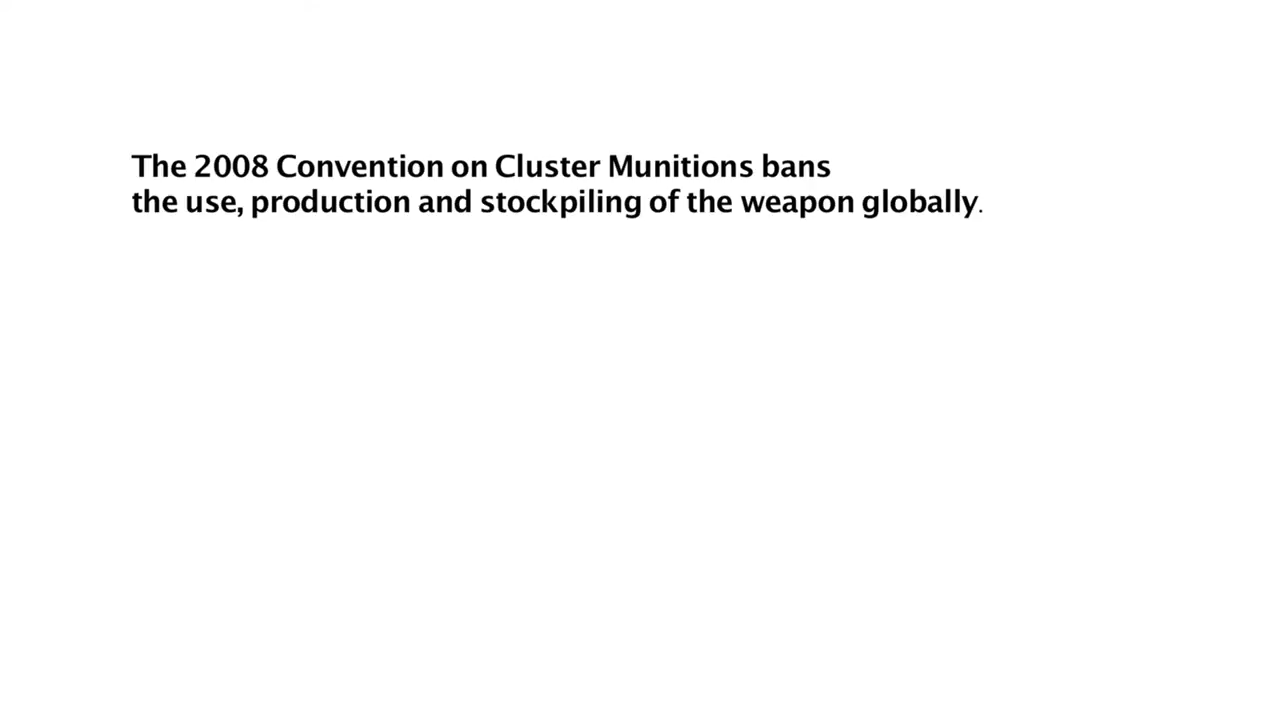 The 2008 Convention on Cluster Munitions bans
the use, production and stockpiling of the weapon globally.